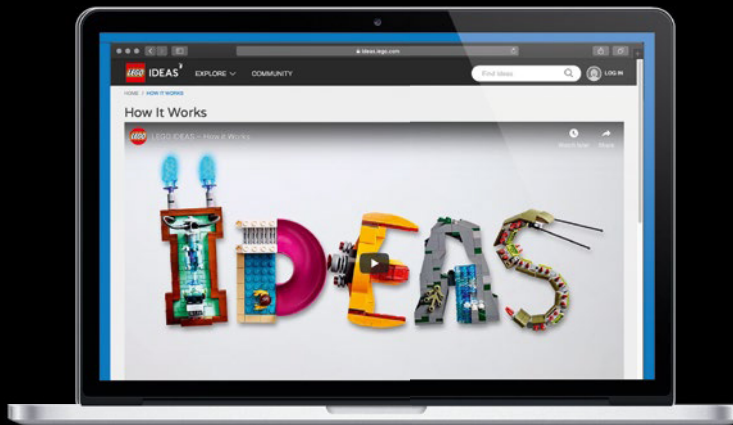 ideas.lego.com
LEGO IDEAS EXPLORE COMMUNITY Find Ideas LOG IN
HOME / HOW IT WORKS
How It Works
LEGO IDEAS – How it Works
Watch later Share
IDEAS